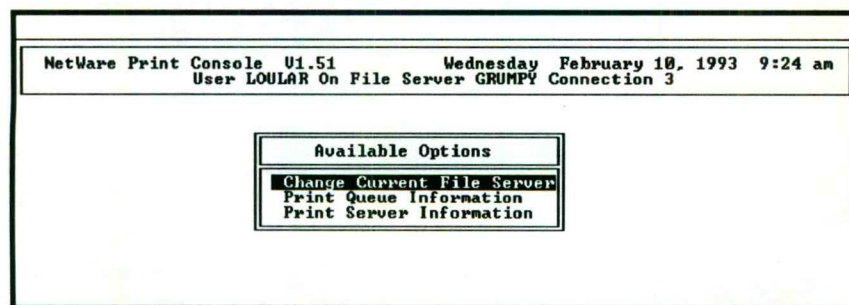 NetWare Print Console V1.51 Wednesday February 10, 1993 9:24 am
User LOULAR On File Server GRUMPY Connection 3
Available Options
Change Current File Server
Print Queue Information
Print Server Information